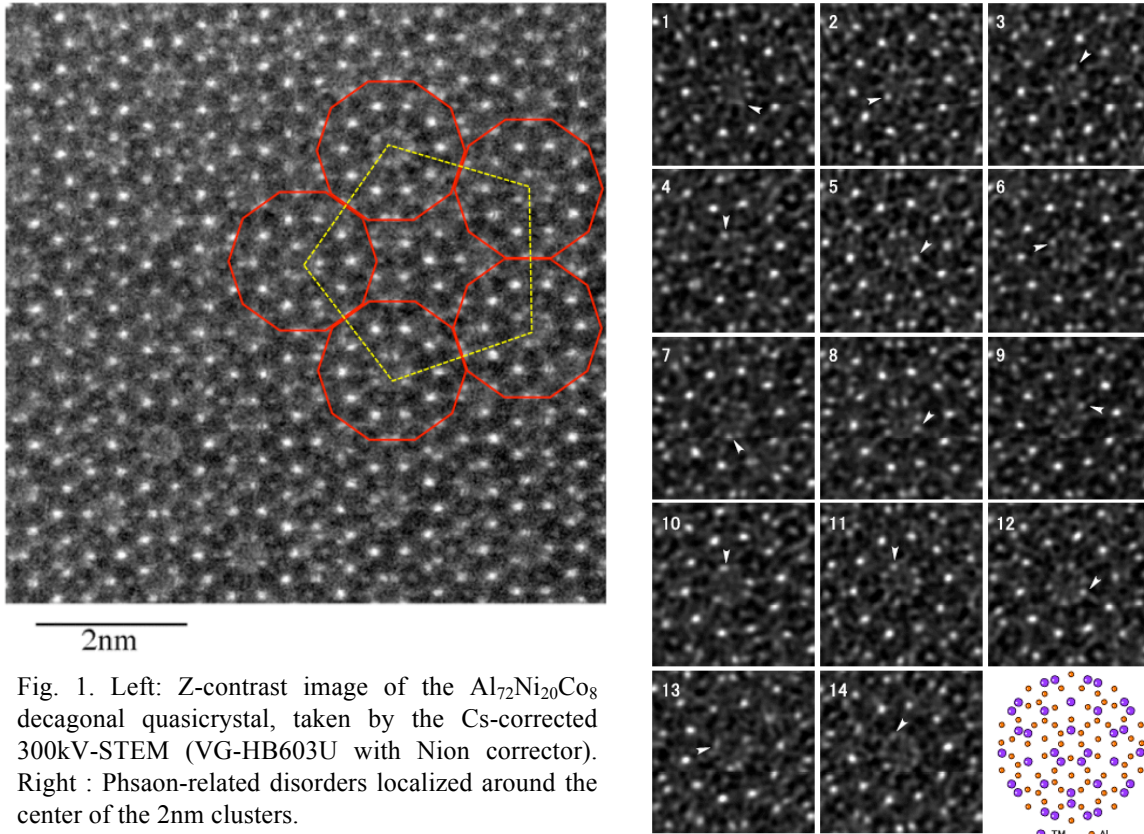 2nm
Fig. 1. Left: Z-contrast image of the Al₇₂Ni₂₀Co₈
decagonal quasicrystal, taken by the Cs-corrected
300kV-STEM (VG-HB603U with Nion corrector).
Right : Phsaon-related disorders localized around the
center of the 2nm clusters.
1 2 3
4 5 6
7 8 9
10 11 12
13 14
TM Al